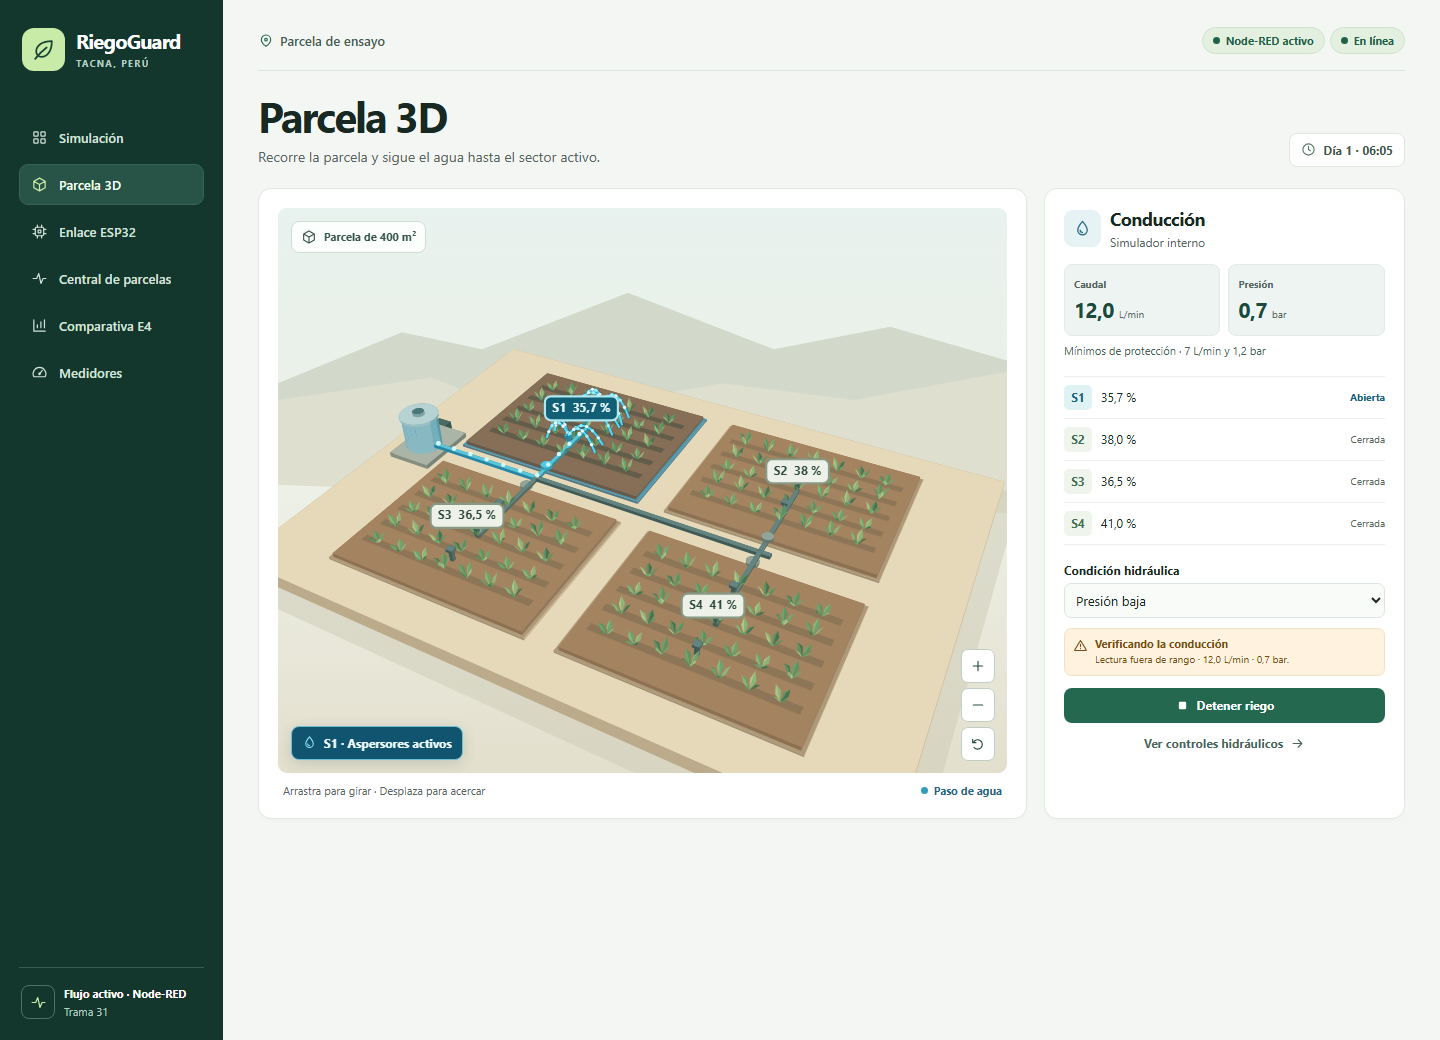 RiegoGuard
TACNA, PERÚ
Simulación
Parcela 3D
Enlace ESP32
Central de parcelas
Comparativa E4
Medidores
Flujo activo · Node-RED
Trama 31
Parcela de ensayo
Node-RED activo
En línea
Parcela 3D
Recorre la parcela y sigue el agua hasta el sector activo.
Día 1 · 06:05
Parcela de 400 m²
S1 35,7 %
S2 38 %
S3 36,5 %
S4 41 %
S1 · Aspersores activos
Arrastra para girar · Desplaza para acercar
Paso de agua
Conducción
Simulador interno
Caudal
12,0 L/min
Presión
0,7 bar
Mínimos de protección · 7 L/min y 1,2 bar
S1 35,7 % Abierta
S2 38,0 % Cerrada
S3 36,5 % Cerrada
S4 41,0 % Cerrada
Condición hidráulica
Presión baja
Verificando la conducción
Lectura fuera de rango · 12,0 L/min · 0,7 bar.
Detener riego
Ver controles hidráulicos →